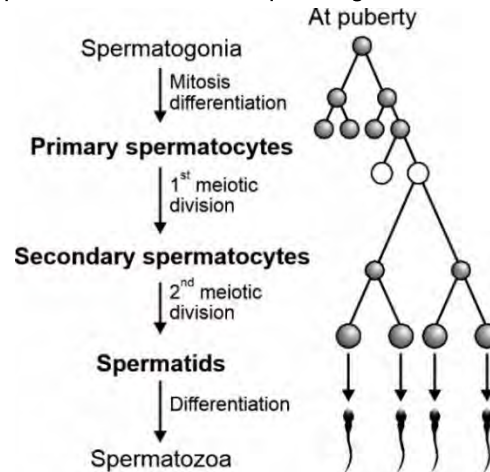 At puberty
Spermatogonia
Mitosis
differentiation
Primary spermatocytes
1st meiotic
division
Secondary spermatocytes
2nd meiotic
division
Spermatids
Differentiation
Spermatozoa